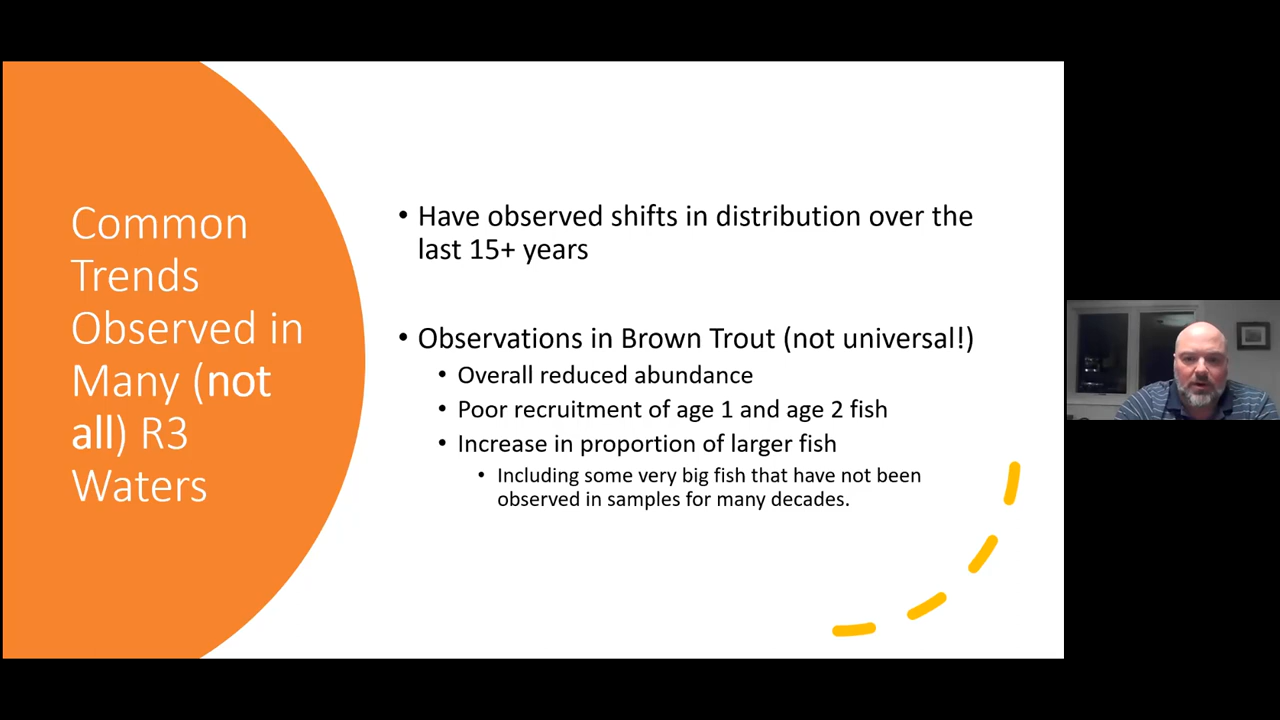 Common
Trends
Observed in
Many (not
all) R3
Waters
• Have observed shifts in distribution over the
last 15+ years
• Observations in Brown Trout (not universal!)
• Overall reduced abundance
• Poor recruitment of age 1 and age 2 fish
• Increase in proportion of larger fish
• Including some very big fish that have not been
observed in samples for many decades.